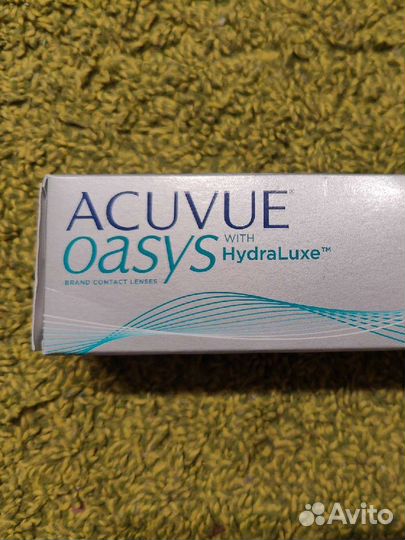 ACUVUE®
oasys WITH
HydraLuxe™
BRAND CONTACT LENSES
Avito